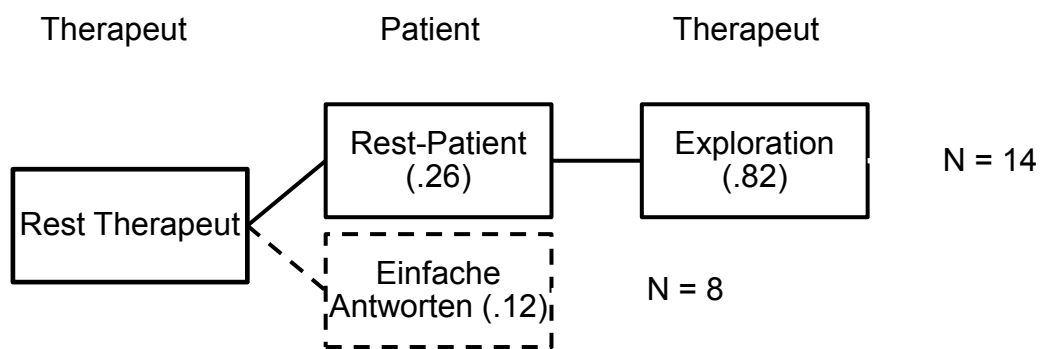 Therapeut
Patient
Therapeut
Rest Therapeut
Rest-Patient
(.26)
Exploration
(.82)
N = 14
Einfache
Antworten (.12)
N = 8